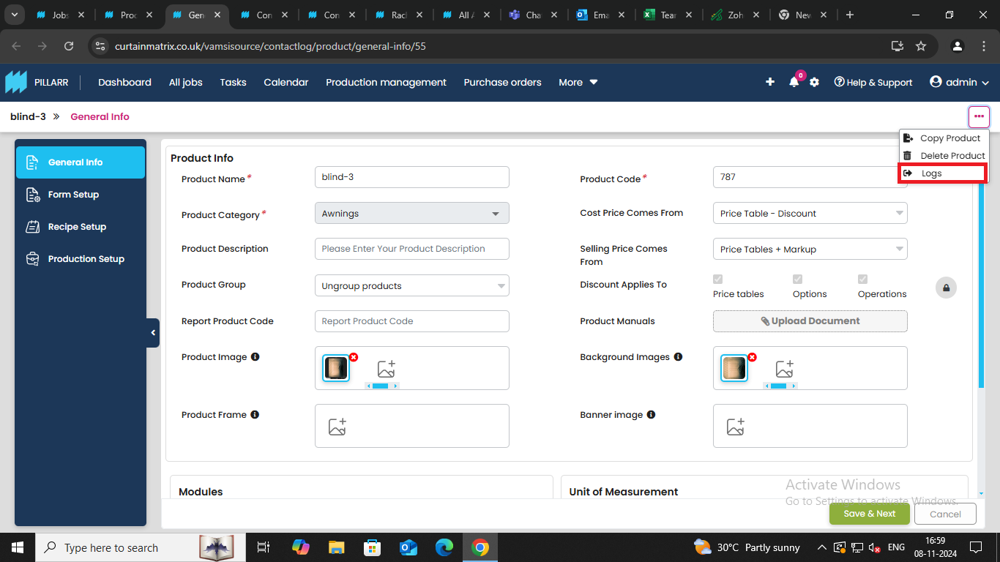 Jobs
Proc
Gene
Con
Con
Rack
All A
Cha
Ema
Tear
Zoh
New
curtainmatrix.co.uk/vamsisource/contactlog/product/general-info/55
PILLARR
Dashboard
All jobs
Tasks
Calendar
Production management
Purchase orders
More
0
Help & Support
admin
blind-3 » General Info
Copy Product
Delete Product
Logs
General Info
Form Setup
Recipe Setup
Production Setup
Product Info
Product Name*
blind-3
Product Code*
787
Product Category*
Awnings
Cost Price Comes From
Price Table - Discount
Product Description
Please Enter Your Product Description
Selling Price Comes
From
Price Tables + Markup
Product Group
Ungroup products
Discount Applies To
Price tables
Options
Operations
Report Product Code
Report Product Code
Product Manuals
Upload Document
Product Image
Background Images
Product Frame
Banner image
Modules
Unit of Measurement
Activate Windows
Go to Settings to activate Windows.
Save & Next
Cancel
Type here to search
30°C Partly sunny
ENG
16:59
08-11-2024